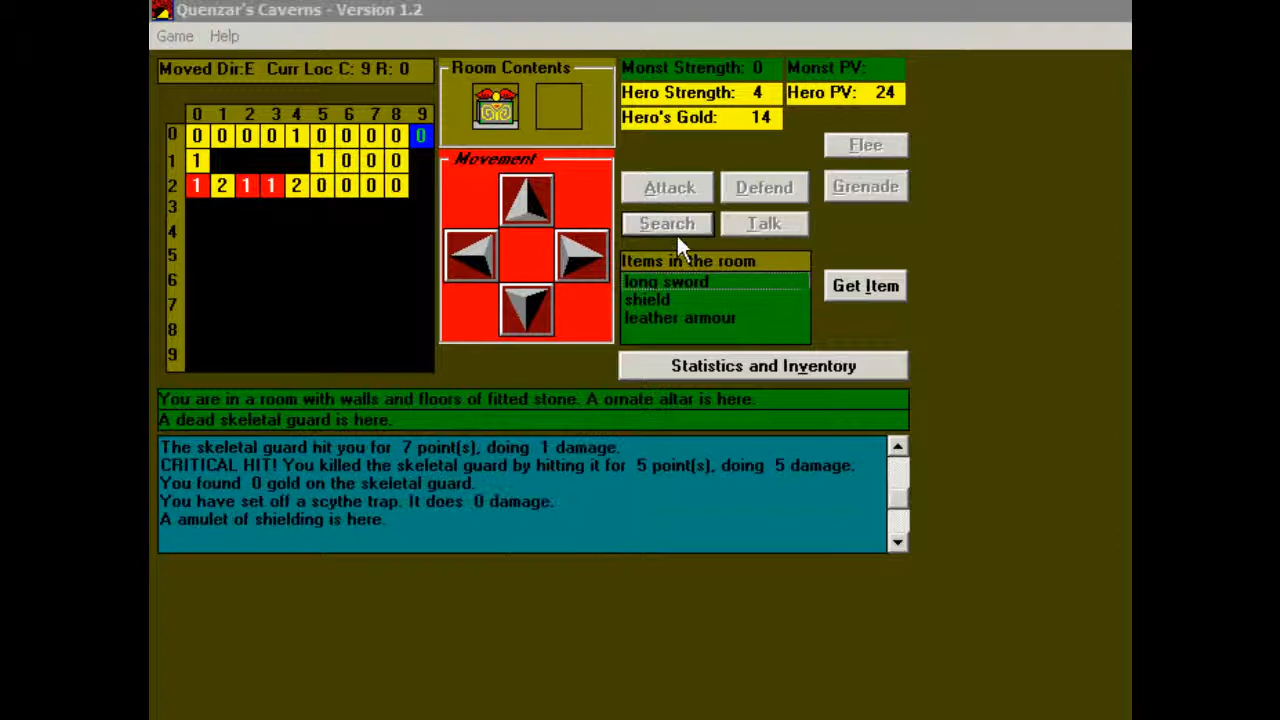 Quenzar's Caverns - Version 1.2
Game Help
Moved Dir:E Curr Loc C: 9 R: 0
0 1 2 3 4 5 6 7 8 9
0 0 0 0 0 1 0 0 0 0 0
1 1 1 0 0 0
2 1 2 1 1 2 0 0 0 0
3
4
5
6
7
8
9
Room Contents
Movement
Monst Strength: 0 Monst PV:
Hero Strength: 4 Hero PV: 24
Hero's Gold: 14
Flee
Attack Defend Grenade
Search Talk
Items in the room
long sword
shield
leather armour
Get Item
Statistics and Inventory
You are in a room with walls and floors of fitted stone. A ornate altar is here.
A dead skeletal guard is here.
The skeletal guard hit you for 7 point(s), doing 1 damage.
CRITICAL HIT! You killed the skeletal guard by hitting it for 5 point(s), doing 5 damage.
You found 0 gold on the skeletal guard.
You have set off a scythe trap. It does 0 damage.
A amulet of shielding is here.